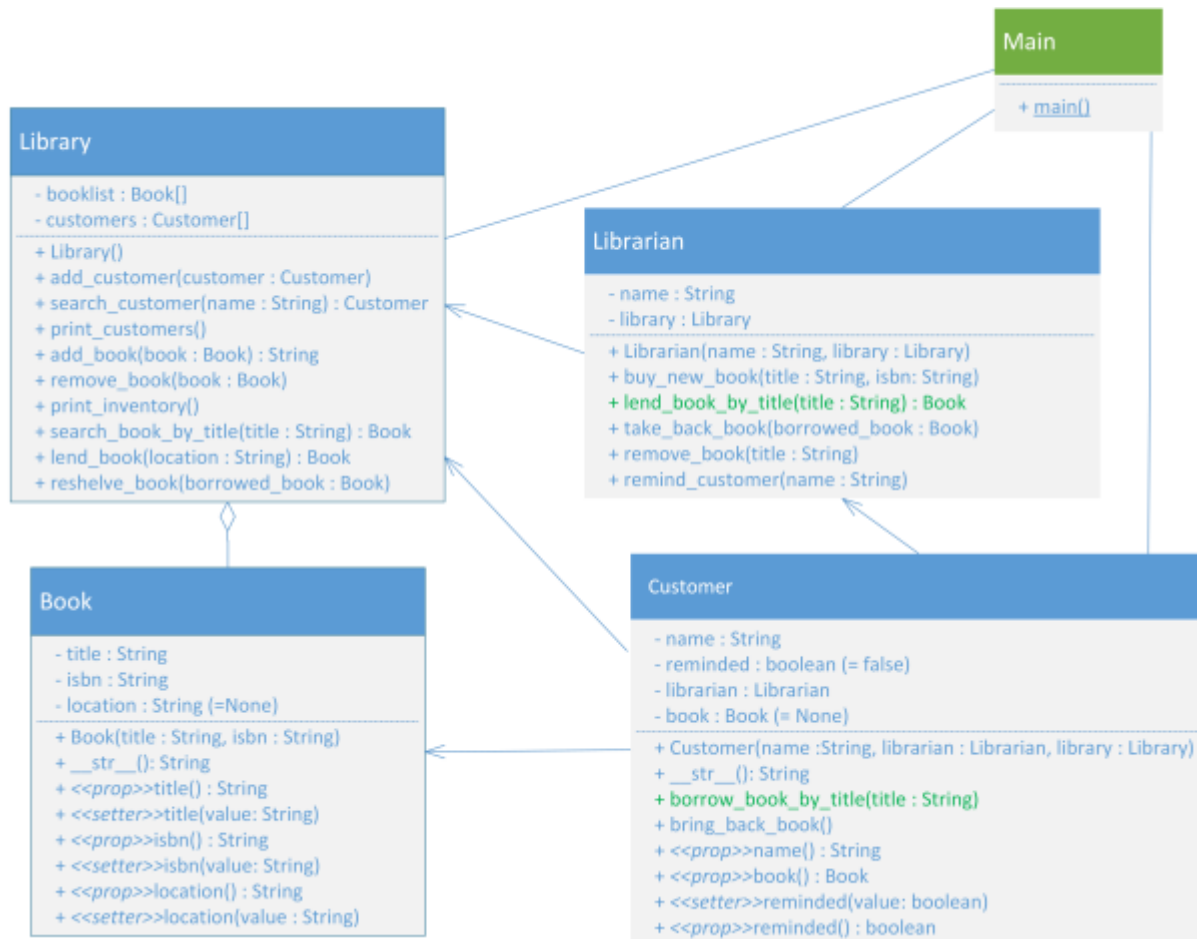 Main
+ main()
Library
- booklist : Book[]
- customers : Customer[]
+ Library()
+ add_customer(customer : Customer)
+ search_customer(name : String) : Customer
+ print_customers()
+ add_book(book : Book) : String
+ remove_book(book : Book)
+ print_inventory()
+ search_book_by_title(title : String) : Book
+ lend_book(location : String) : Book
+ reshelve_book(borrowed_book : Book)
Librarian
- name : String
- library : Library
+ Librarian(name : String, library : Library)
+ buy_new_book(title : String, isbn: String)
+ lend_book_by_title(title : String) : Book
+ take_back_book(borrowed_book : Book)
+ remove_book(title : String)
+ remind_customer(name : String)
Book
- title : String
- isbn : String
- location : String (=None)
+ Book(title : String, isbn : String)
+ __str__(): String
+ <<prop>>title() : String
+ <<setter>>title(value: String)
+ <<prop>>isbn() : String
+ <<setter>>isbn(value: String)
+ <<prop>>location() : String
+ <<setter>>location(value : String)
Customer
- name : String
- reminded : boolean (= false)
- librarian : Librarian
- book : Book (= None)
+ Customer(name :String, librarian : Librarian, library : Library)
+ __str__(): String
+ borrow_book_by_title(title : String)
+ bring_back_book()
+ <<prop>>name() : String
+ <<prop>>book() : Book
+ <<setter>>reminded(value: boolean)
+ <<prop>>reminded() : boolean